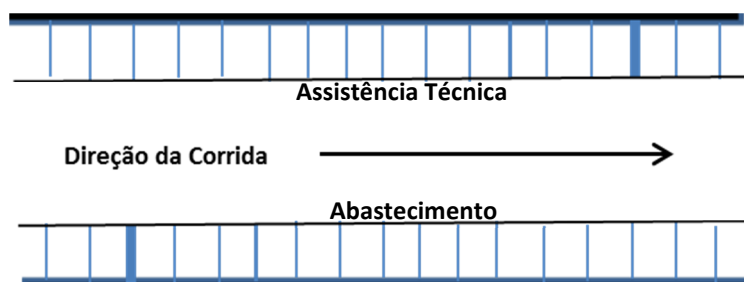 Assistência Técnica
Direção da Corrida
Abastecimento